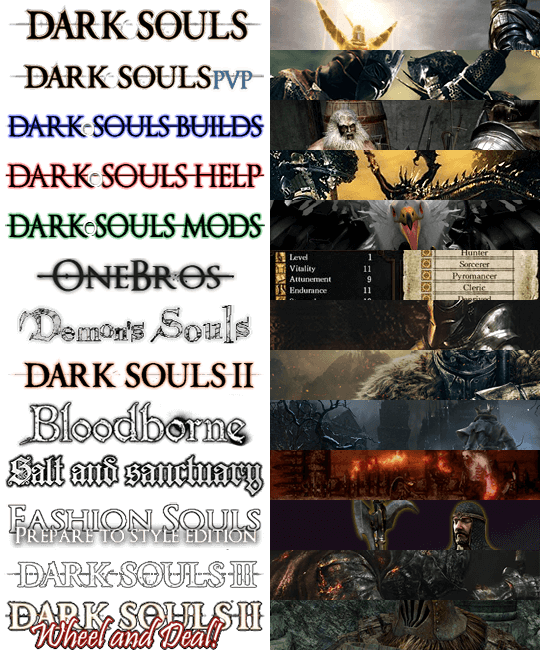 DARK SOULS
DARK SOULS PVP
DARK SOULS BUILDS
DARK SOULS HELP
DARK SOULS MODS
Level 1
Vitality 11
Attunement 9
Endurance 11
Hunter
Sorcerer
Pyromancer
Cleric
Deprived
ONEBROS
Demon's Souls
DARK SOULS II
Bloodborne
Salt and sanctuary
FASHION SOULS
PREPARE TO STYLE EDITION
DARK SOULS III
DARK SOULS II
Wheel and Deal!